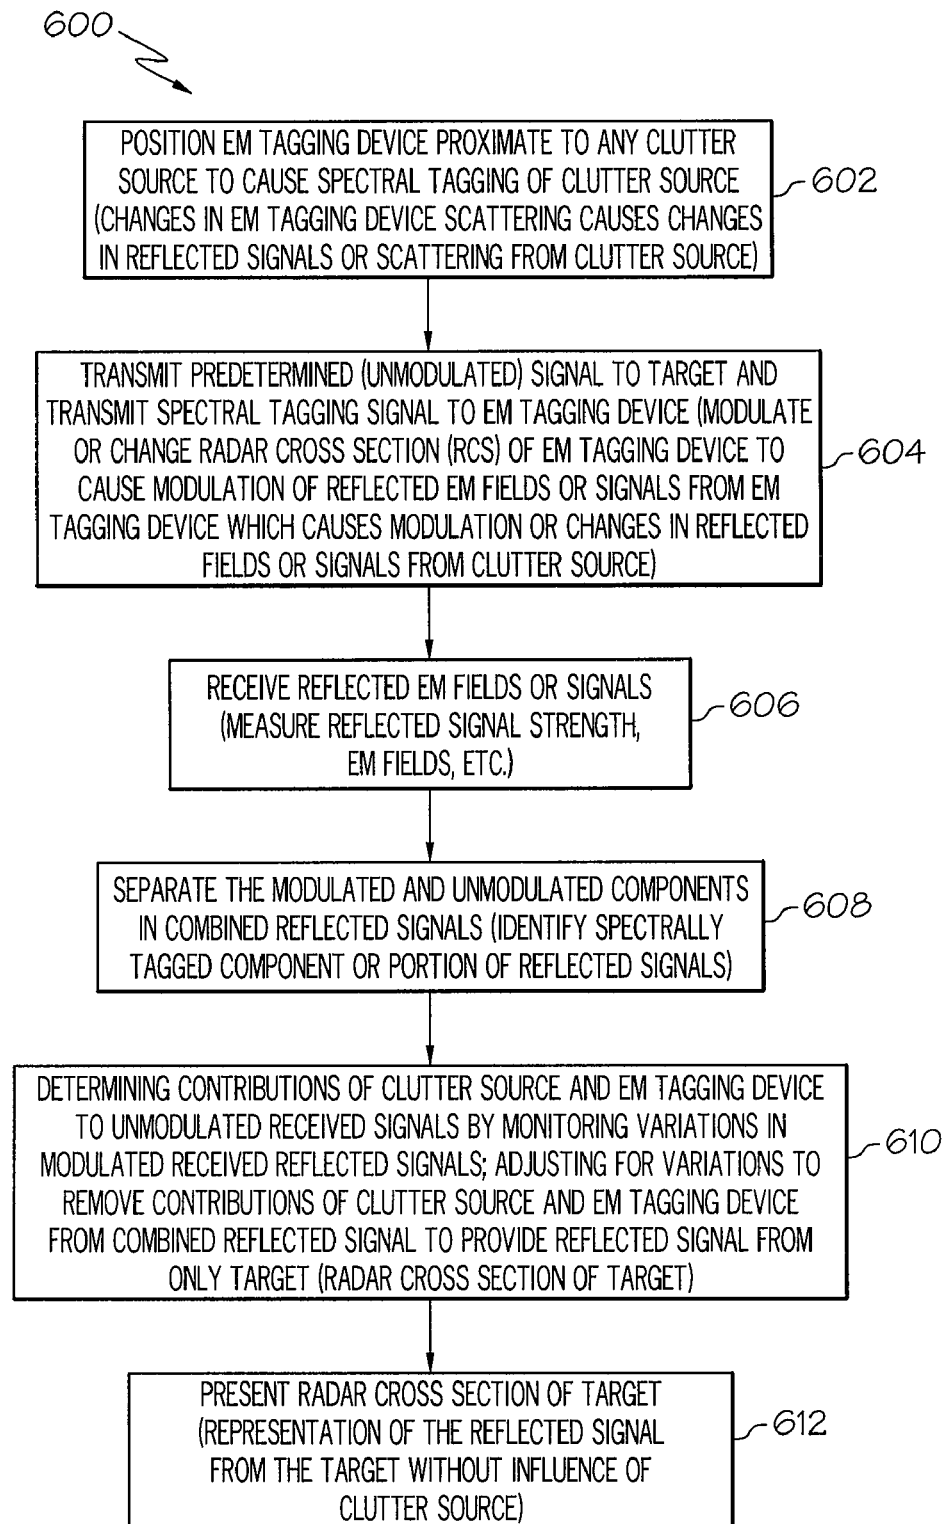 600
POSITION EM TAGGING DEVICE PROXIMATE TO ANY CLUTTER
SOURCE TO CAUSE SPECTRAL TAGGING OF CLUTTER SOURCE
(CHANGES IN EM TAGGING DEVICE SCATTERING CAUSES CHANGES
IN REFLECTED SIGNALS OR SCATTERING FROM CLUTTER SOURCE)
602
TRANSMIT PREDETERMINED (UNMODULATED) SIGNAL TO TARGET AND
TRANSMIT SPECTRAL TAGGING SIGNAL TO EM TAGGING DEVICE (MODULATE
OR CHANGE RADAR CROSS SECTION (RCS) OF EM TAGGING DEVICE TO
CAUSE MODULATION OF REFLECTED EM FIELDS OR SIGNALS FROM EM
TAGGING DEVICE WHICH CAUSES MODULATION OR CHANGES IN REFLECTED
FIELDS OR SIGNALS FROM CLUTTER SOURCE)
604
RECEIVE REFLECTED EM FIELDS OR SIGNALS
(MEASURE REFLECTED SIGNAL STRENGTH,
EM FIELDS, ETC.)
606
SEPARATE THE MODULATED AND UNMODULATED COMPONENTS
IN COMBINED REFLECTED SIGNALS (IDENTIFY SPECTRALLY
TAGGED COMPONENT OR PORTION OF REFLECTED SIGNALS)
608
DETERMINING CONTRIBUTIONS OF CLUTTER SOURCE AND EM TAGGING DEVICE
TO UNMODULATED RECEIVED SIGNALS BY MONITORING VARIATIONS IN
MODULATED RECEIVED REFLECTED SIGNALS; ADJUSTING FOR VARIATIONS TO
REMOVE CONTRIBUTIONS OF CLUTTER SOURCE AND EM TAGGING DEVICE
FROM COMBINED REFLECTED SIGNAL TO PROVIDE REFLECTED SIGNAL FROM
ONLY TARGET (RADAR CROSS SECTION OF TARGET)
610
PRESENT RADAR CROSS SECTION OF TARGET
(REPRESENTATION OF THE REFLECTED SIGNAL
FROM THE TARGET WITHOUT INFLUENCE OF
CLUTTER SOURCE)
612